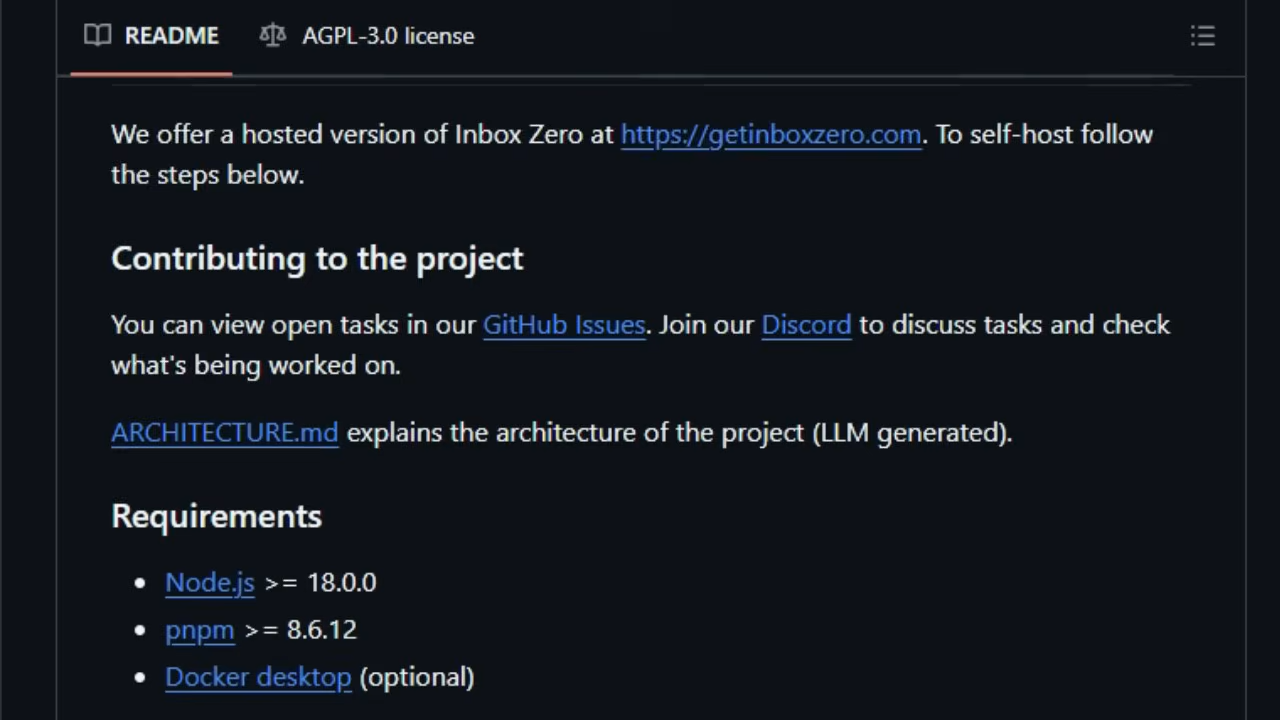 README
AGPL-3.0 license
We offer a hosted version of Inbox Zero at https://getinboxzero.com. To self-host follow
the steps below.
Contributing to the project
You can view open tasks in our GitHub Issues. Join our Discord to discuss tasks and check
what's being worked on.
ARCHITECTURE.md explains the architecture of the project (LLM generated).
Requirements
• Node.js >= 18.0.0
• pnpm >= 8.6.12
• Docker desktop (optional)